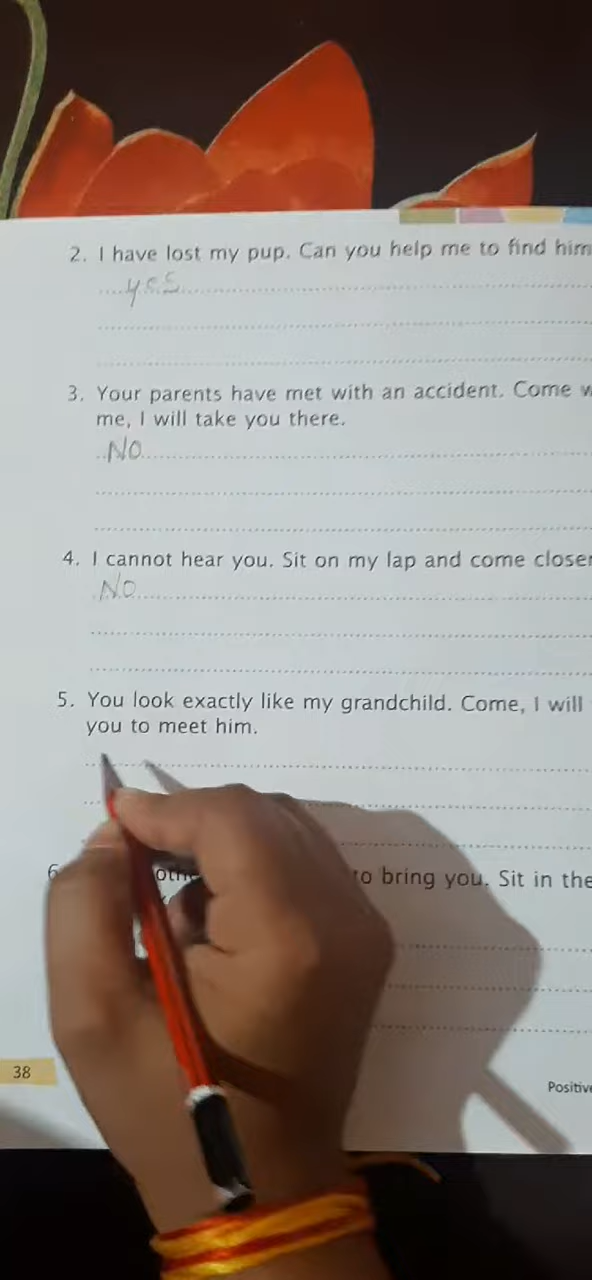 2. I have lost my pup. Can you help me to find him
yes
3. Your parents have met with an accident. Come w
me, I will take you there.
NO
4. I cannot hear you. Sit on my lap and come closer
NO
5. You look exactly like my grandchild. Come, I will
you to meet him.
6 othe to bring you. Sit in the
38
Positive